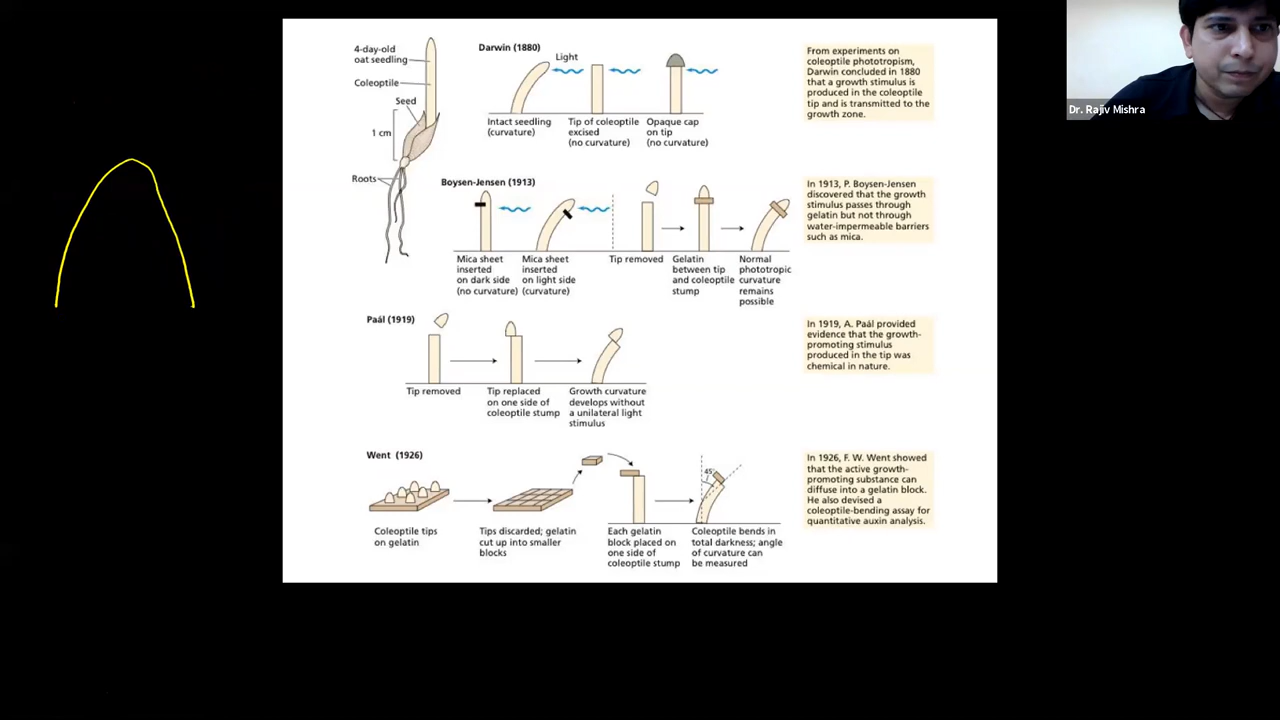 4-day-old
oat seedling
Coleoptile
Seed
1 cm
Roots
Darwin (1880)
Light
Intact seedling
(curvature)
Tip of coleoptile
excised
(no curvature)
Opaque cap
on tip
(no curvature)
From experiments on
coleoptile phototropism,
Darwin concluded in 1880
that a growth stimulus is
produced in the coleoptile
tip and is transmitted to the
growth zone.
Dr. Rajiv Mishra
Boysen-Jensen (1913)
Mica sheet
inserted
on dark side
(no curvature)
Mica sheet
inserted
on light side
(curvature)
Tip removed
Gelatin
between tip
and coleoptile
stump
Normal
phototropic
curvature
remains
possible
In 1913, P. Boysen-Jensen
discovered that the growth
stimulus passes through
gelatin but not through
water-impermeable barriers
such as mica.
Paál (1919)
Tip removed
Tip replaced
on one side of
coleoptile stump
Growth curvature
develops without
a unilateral light
stimulus
In 1919, A. Paál provided
evidence that the growth-
promoting stimulus
produced in the tip was
chemical in nature.
Went (1926)
45°
Coleoptile tips
on gelatin
Tips discarded; gelatin
cut up into smaller
blocks
Each gelatin
block placed on
one side of
coleoptile stump
Coleoptile bends in
total darkness; angle
of curvature can
be measured
In 1926, F. W. Went showed
that the active growth-
promoting substance can
diffuse into a gelatin block.
He also devised a
coleoptile-bending assay for
quantitative auxin analysis.